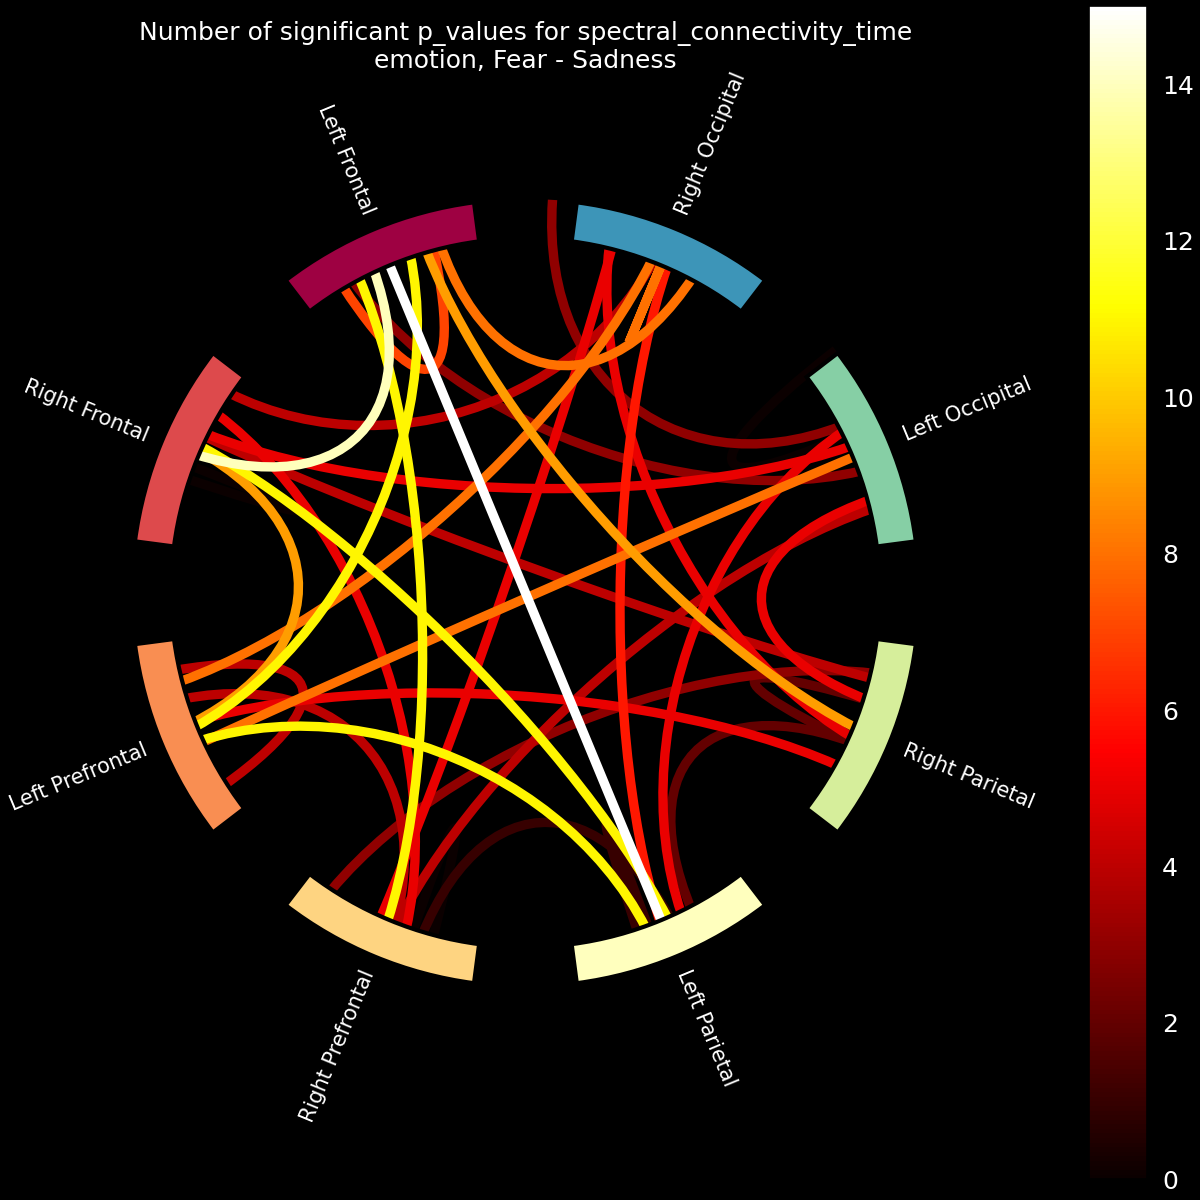 Number of significant p_values for spectral_connectivity_time
emotion, Fear - Sadness
Left Frontal
Right Occipital
Right Frontal
Left Occipital
Left Prefrontal
Right Parietal
Right Prefrontal
Left Parietal
14
12
10
8
6
4
2
0